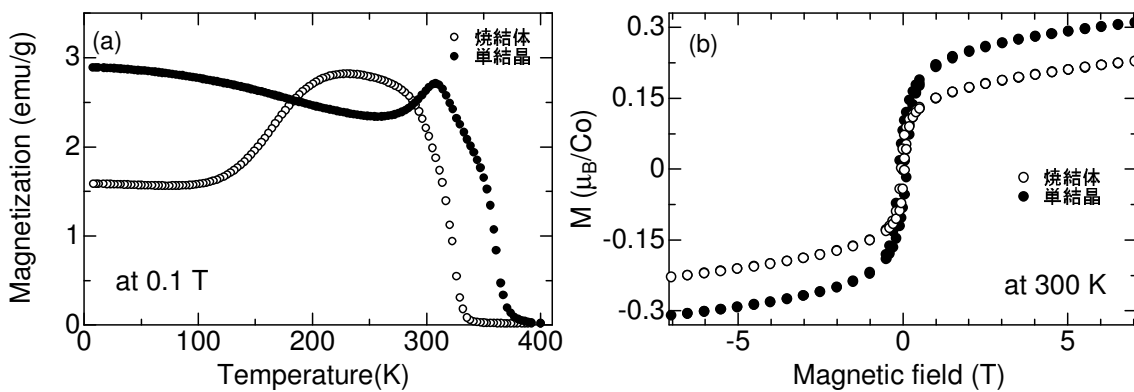 (a)
焼結体
単結晶
3
2
1
0
Magnetization (emu/g)
at 0.1 T
0
100
200
300
400
Temperature(K)
(b)
0.3
0.15
0
-0.15
-0.3
M (μB/Co)
焼結体
単結晶
at 300 K
-5
0
5
Magnetic field (T)